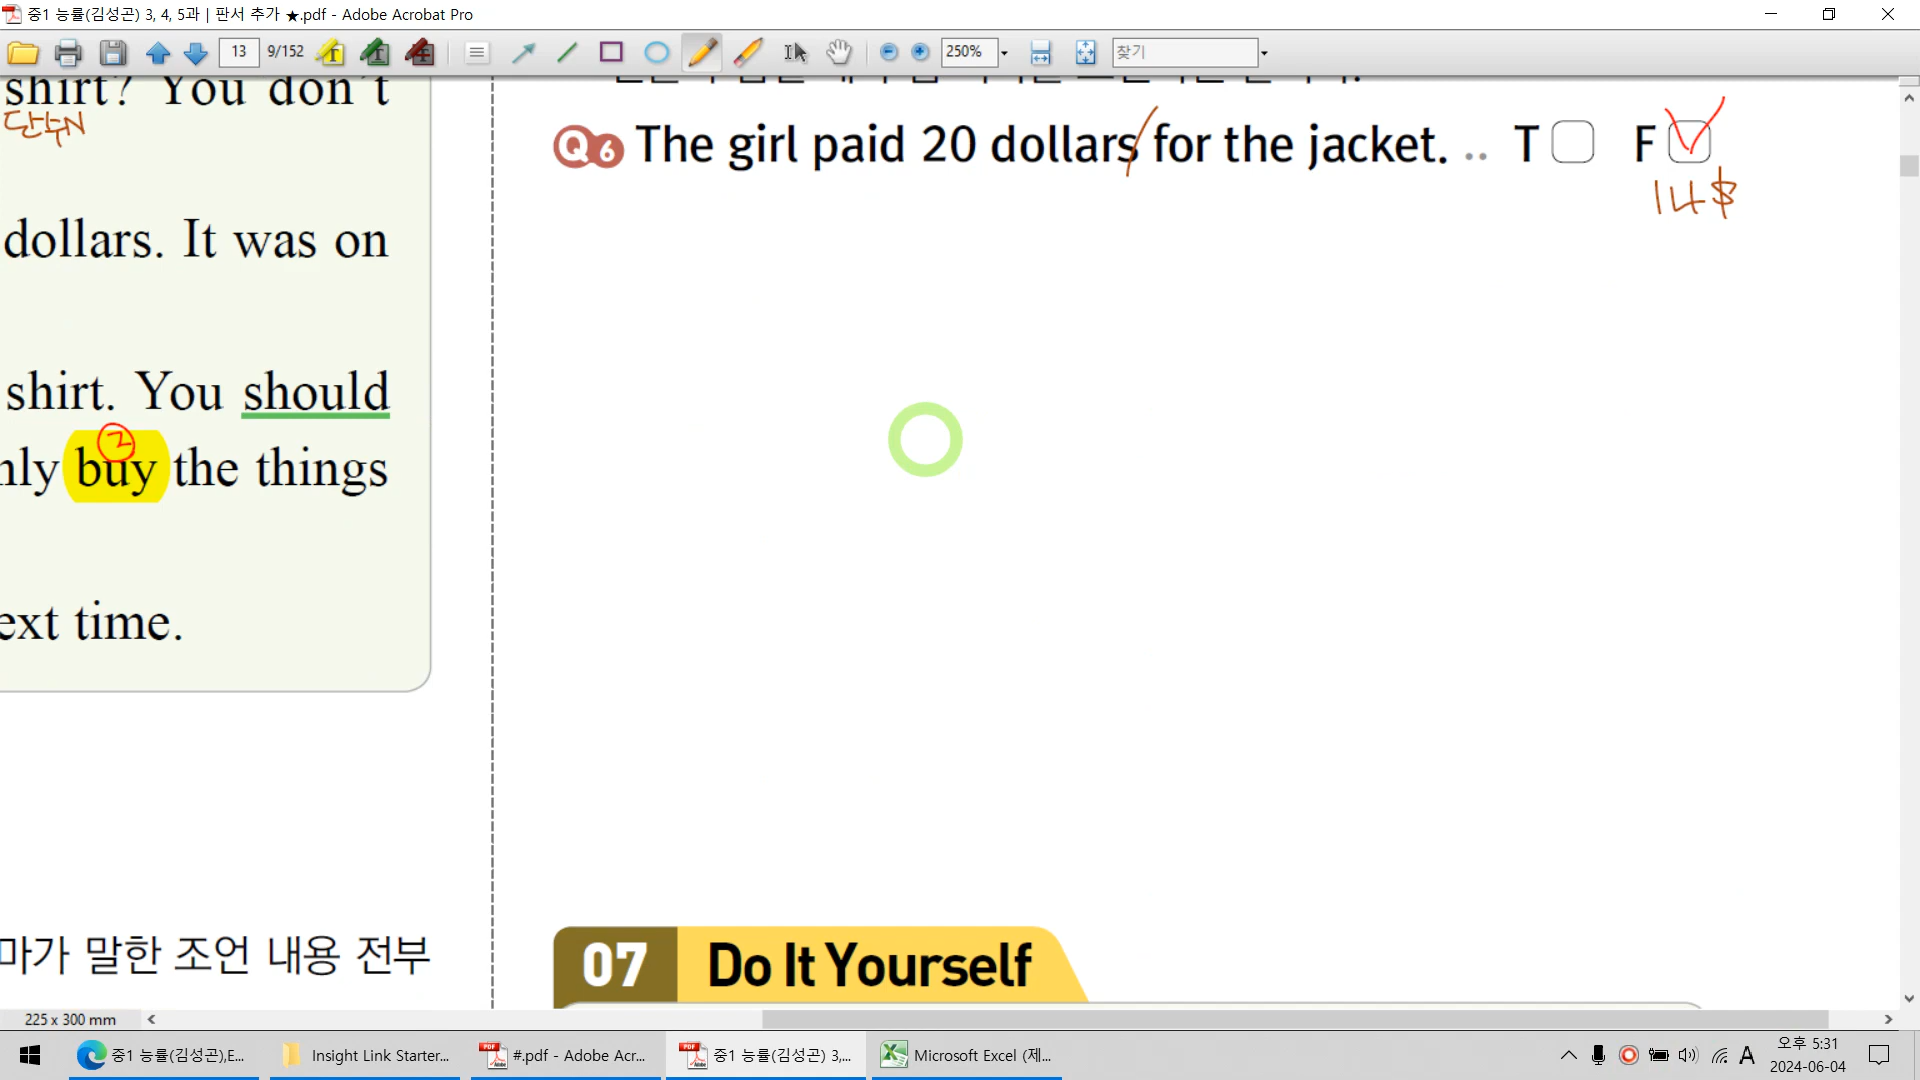 중1 능률(김성곤) 3, 4, 5과 | 판서 추가 ★.pdf - Adobe Acrobat Pro
13
9/152
250%
찾기
shirt? You don't
단수N
dollars. It was on
shirt. You should
②
buy the things
ext time.
마가 말한 조언 내용 전부
Q6 The girl paid 20 dollars / for the jacket. .. T F
14$
07 Do It Yourself
225 x 300 mm
중1 능률(김성곤),E...
Insight Link Starter...
#.pdf - Adobe Acr...
중1 능률(김성곤) 3,...
Microsoft Excel (제...
A
오후 5:31
2024-06-04